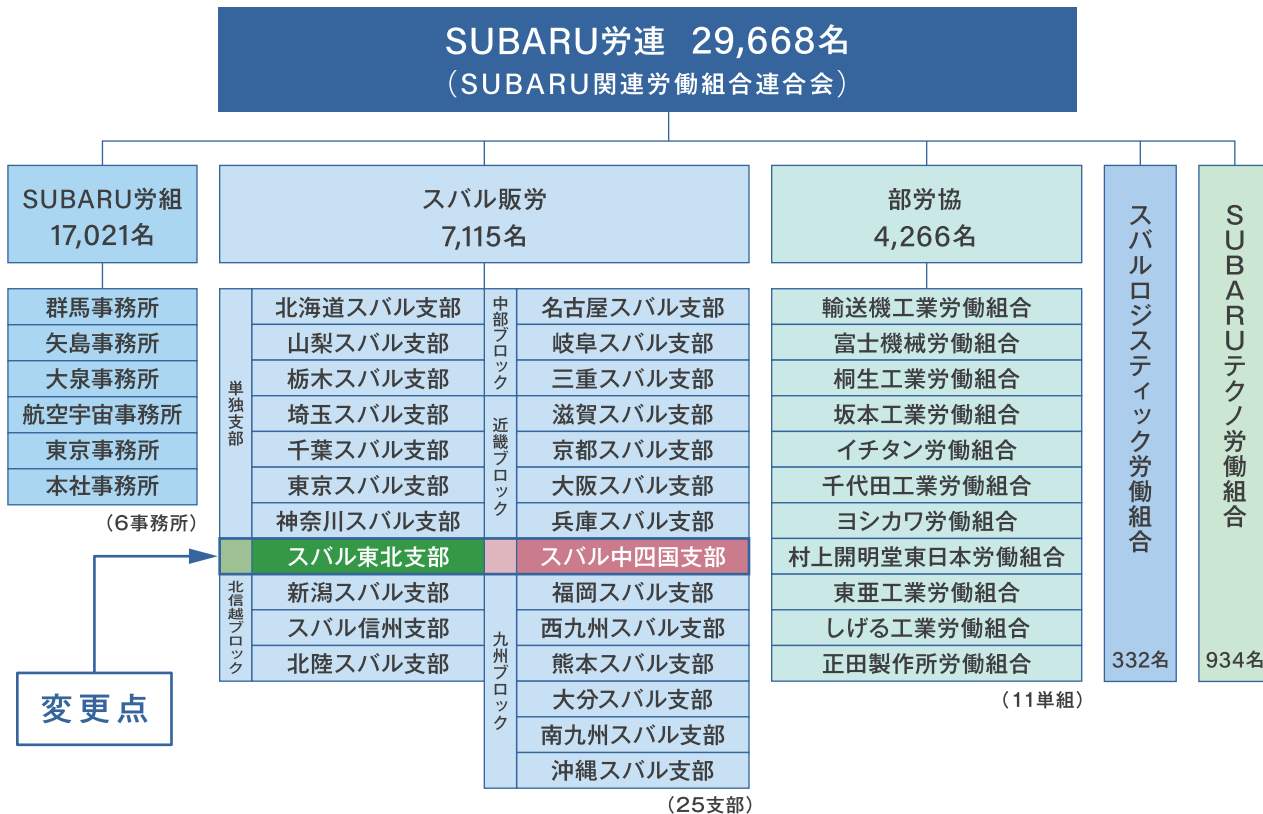 SUBARU労連 29,668名
（SUBARU関連労働組合連合会）
SUBARU労組
17,021名
群馬事務所
矢島事務所
大泉事務所
航空宇宙事務所
東京事務所
本社事務所
（6事務所）
スバル販労
7,115名
単独支部
北海道スバル支部
山梨スバル支部
栃木スバル支部
埼玉スバル支部
千葉スバル支部
東京スバル支部
神奈川スバル支部
スバル東北支部
北信越ブロック
新潟スバル支部
スバル信州支部
北陸スバル支部
中部ブロック
名古屋スバル支部
岐阜スバル支部
三重スバル支部
近畿ブロック
滋賀スバル支部
京都スバル支部
大阪スバル支部
兵庫スバル支部
スバル中四国支部
九州ブロック
福岡スバル支部
西九州スバル支部
熊本スバル支部
大分スバル支部
南九州スバル支部
沖縄スバル支部
（25支部）
部労協
4,266名
輸送機工業労働組合
富士機械労働組合
桐生工業労働組合
坂本工業労働組合
イチタン労働組合
千代田工業労働組合
ヨシカワ労働組合
村上開明堂東日本労働組合
東亜工業労働組合
しげる工業労働組合
正田製作所労働組合
（11単組）
スバルロジスティック労働組合
332名
SUBARUテクノ労働組合
934名
変更点